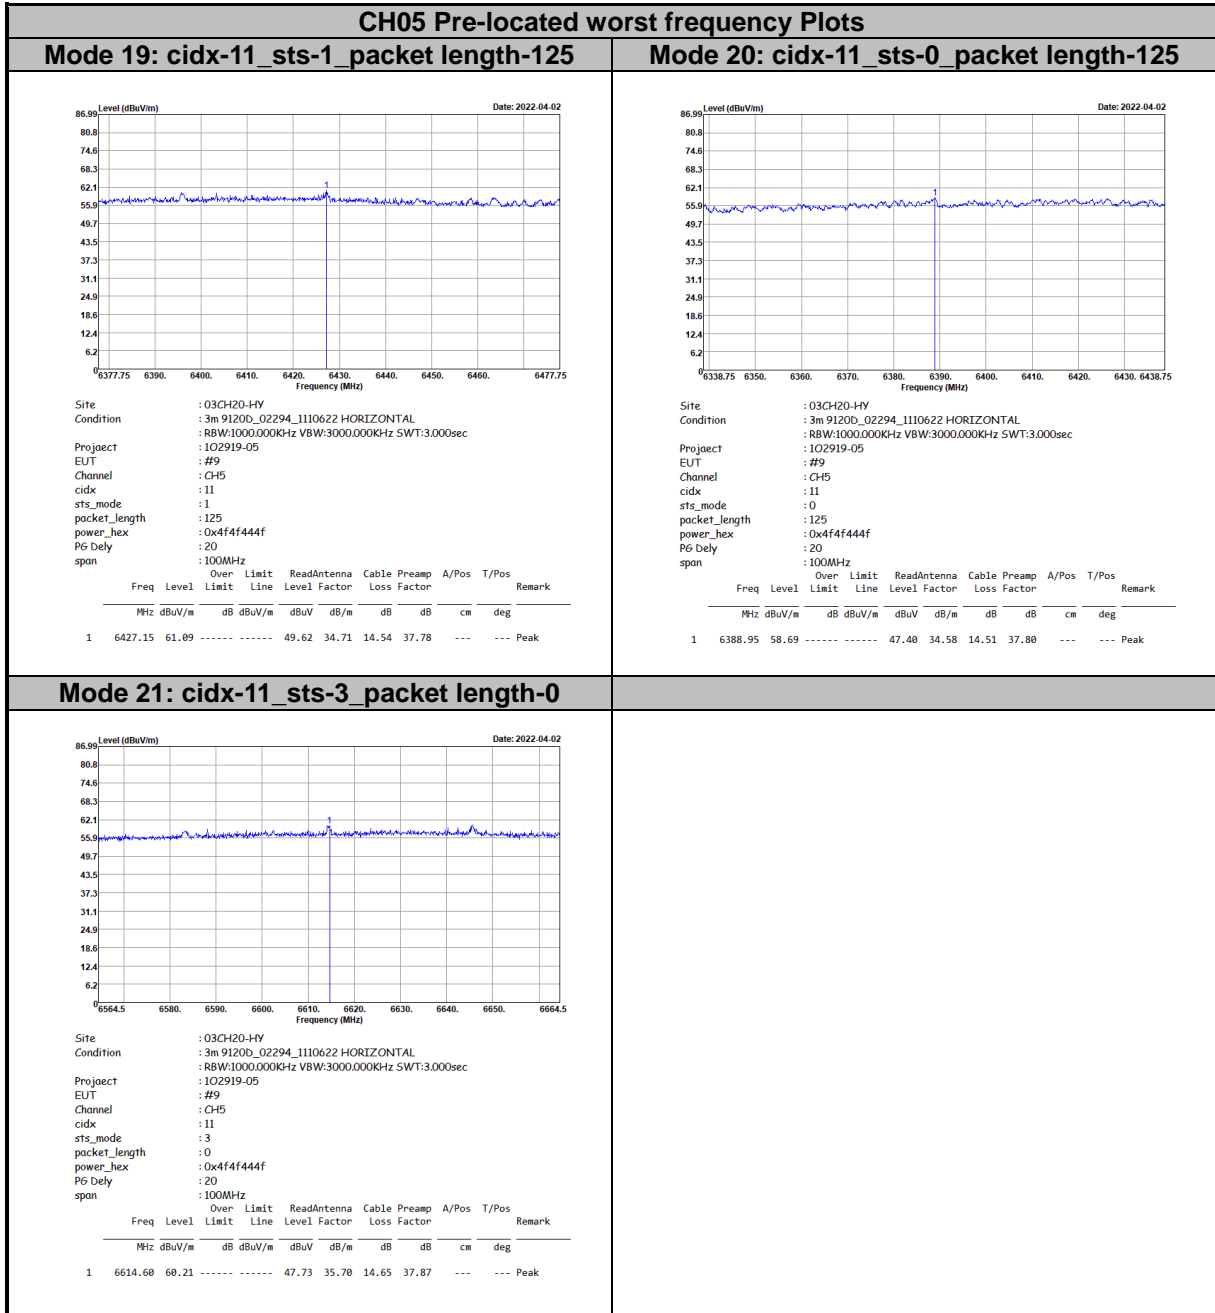 CH05 Pre-located worst frequency Plots
Mode 19: cidx-11_sts-1_packet length-125
Level (dBuV/m) Date: 2022-04-02
86.99
80.8
74.6
68.3
62.1
55.9
49.7
43.5
37.3
31.1
24.9
18.6
12.4
6.2
0
1
6377.75 6390. 6400. 6410. 6420. 6430. 6440. 6450. 6460. 6477.75
Frequency (MHz)
Site : 03CH20-HY
Condition : 3m 9120D_02294_1110622 HORIZONTAL
: RBW:1000.000KHz VBW:3000.000KHz SWT:3.000sec
Projaect : 102919-05
EUT : #9
Channel : CH5
cidx : 11
sts_mode : 1
packet_length : 125
power_hex : 0x4f4f444f
PG Dely : 20
span : 100MHz
Over Limit ReadAntenna Cable Preamp A/Pos T/Pos
Freq Level Limit Line Level Factor Loss Factor Remark
MHz dBuV/m dB dBuV/m dBuV dB/m dB dB cm deg
1 6427.15 61.09 ------ ------ 49.62 34.71 14.54 37.78 --- --- Peak
Mode 20: cidx-11_sts-0_packet length-125
Level (dBuV/m) Date: 2022-04-02
86.99
80.8
74.6
68.3
62.1
55.9
49.7
43.5
37.3
31.1
24.9
18.6
12.4
6.2
0
1
6338.75 6350. 6360. 6370. 6380. 6390. 6400. 6410. 6420. 6430. 6438.75
Frequency (MHz)
Site : 03CH20-HY
Condition : 3m 9120D_02294_1110622 HORIZONTAL
: RBW:1000.000KHz VBW:3000.000KHz SWT:3.000sec
Projaect : 102919-05
EUT : #9
Channel : CH5
cidx : 11
sts_mode : 0
packet_length : 125
power_hex : 0x4f4f444f
PG Dely : 20
span : 100MHz
Over Limit ReadAntenna Cable Preamp A/Pos T/Pos
Freq Level Limit Line Level Factor Loss Factor Remark
MHz dBuV/m dB dBuV/m dBuV dB/m dB dB cm deg
1 6388.95 58.69 ------ ------ 47.40 34.58 14.51 37.80 --- --- Peak
Mode 21: cidx-11_sts-3_packet length-0
Level (dBuV/m) Date: 2022-04-02
86.99
80.8
74.6
68.3
62.1
55.9
49.7
43.5
37.3
31.1
24.9
18.6
12.4
6.2
0
1
6564.5 6580. 6590. 6600. 6610. 6620. 6630. 6640. 6650. 6664.5
Frequency (MHz)
Site : 03CH20-HY
Condition : 3m 9120D_02294_1110622 HORIZONTAL
: RBW:1000.000KHz VBW:3000.000KHz SWT:3.000sec
Projaect : 102919-05
EUT : #9
Channel : CH5
cidx : 11
sts_mode : 3
packet_length : 0
power_hex : 0x4f4f444f
PG Dely : 20
span : 100MHz
Over Limit ReadAntenna Cable Preamp A/Pos T/Pos
Freq Level Limit Line Level Factor Loss Factor Remark
MHz dBuV/m dB dBuV/m dBuV dB/m dB dB cm deg
1 6614.60 60.21 ------ ------ 47.73 35.70 14.65 37.87 --- --- Peak